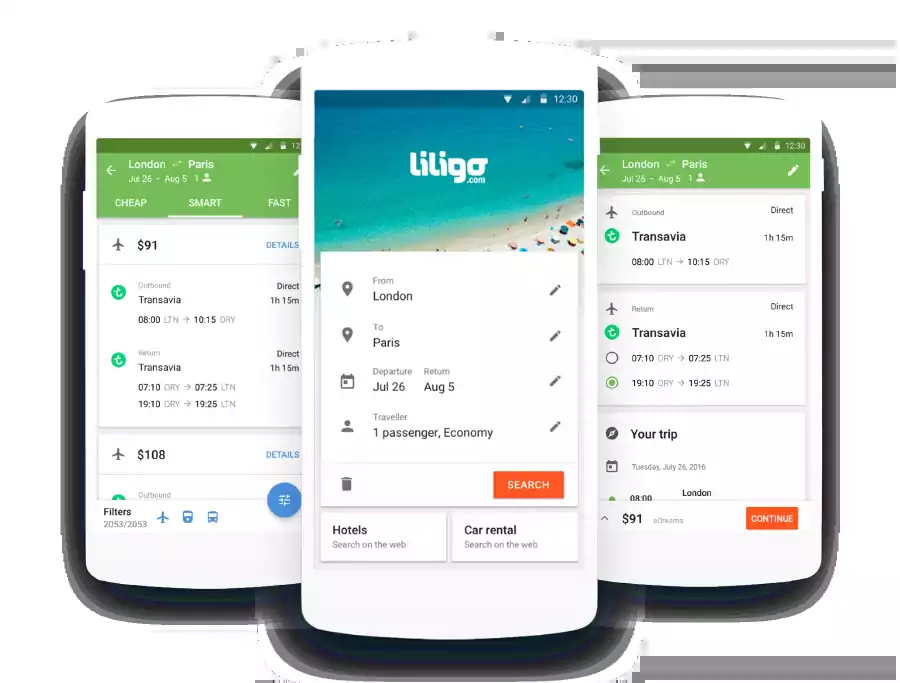 12
London Paris
Jul 26 - Aug 5 1
CHEAP SMART FAST
$91 DETAILS
Outbound Direct
Transavia 1h 15m
08:00 LTN → 10:15 ORY
Return Direct
Transavia 1h 15m
07:10 ORY → 07:25 LTN
19:10 ORY → 19:25 LTN
$108 DETAILS
Outbound
Filters
2053/2053
12:30
liligo
.com
From
London
To
Paris
Departure Return
Jul 26 Aug 5
Traveller
1 passenger, Economy
SEARCH
Hotels
Search on the web
Car rental
Search on the web
12:30
London Paris
Jul 26 - Aug 5 1
Outbound Direct
Transavia 1h 15m
08:00 LTN → 10:15 ORY
Return Direct
Transavia 1h 15m
07:10 ORY → 07:25 LTN
19:10 ORY → 19:25 LTN
Your trip
Tuesday, July 26, 2016
08:00 London
$91 eDreams CONTINUE